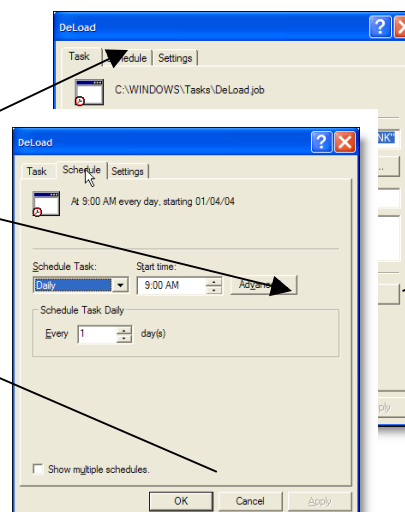 DeLoad
Task Schedule Settings
C:\WINDOWS\Tasks\DeLoad.job
NK"
...
ply
DeLoad
Task Schedule Settings
At 9:00 AM every day, starting 01/04/04
Schedule Task: Start time:
Daily 9:00 AM Advanced
Schedule Task Daily
Every 1 day(s)
Show multiple schedules.
OK Cancel Apply